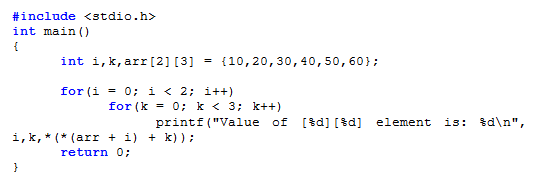 #include <stdio.h>
int main()
{
int i,k,arr[2][3] = {10,20,30,40,50,60};
for(i = 0; i < 2; i++)
for(k = 0; k < 3; k++)
printf("Value of [%d][%d] element is: %d\n",
i,k,*(*(arr + i) + k));
return 0;
}